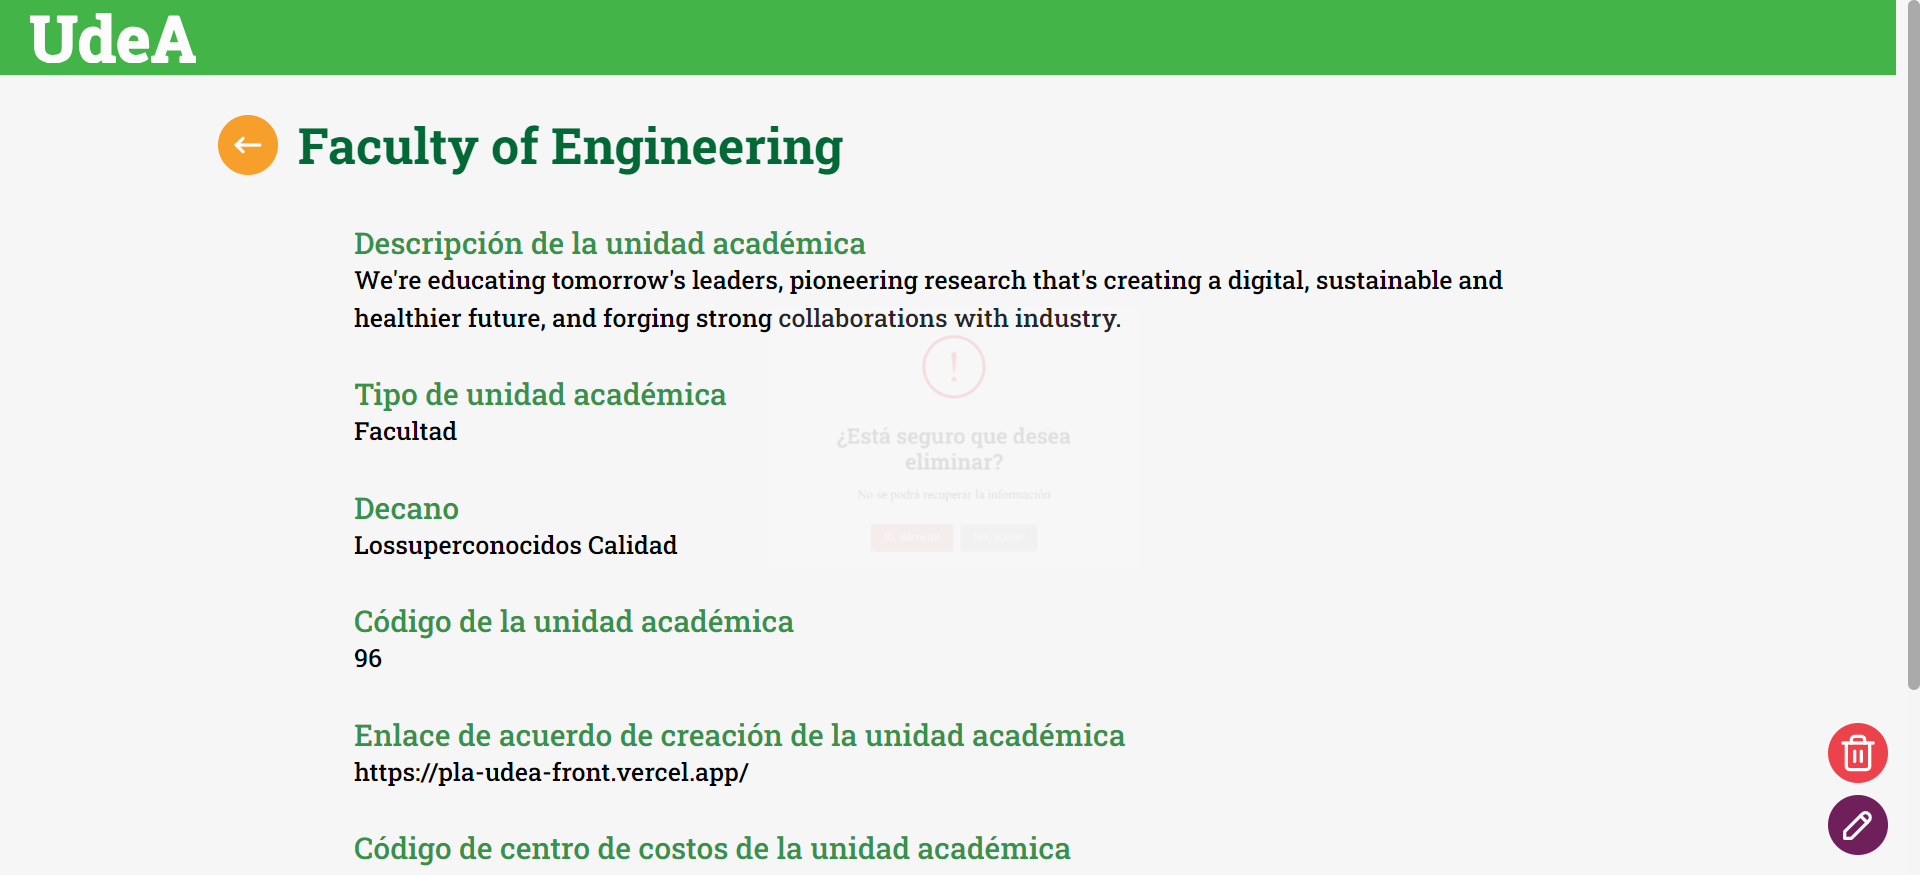 UdeA
Faculty of Engineering
Descripción de la unidad académica
We're educating tomorrow's leaders, pioneering research that's creating a digital, sustainable and
healthier future, and forging strong collaborations with industry.
Tipo de unidad académica
Facultad
¿Está seguro que desea
eliminar?
No se podrá recuperar la información
Decano
Lossuperconocidos Calidad
Código de la unidad académica
96
Enlace de acuerdo de creación de la unidad académica
https://pla-udea-front.vercel.app/
Código de centro de costos de la unidad académica